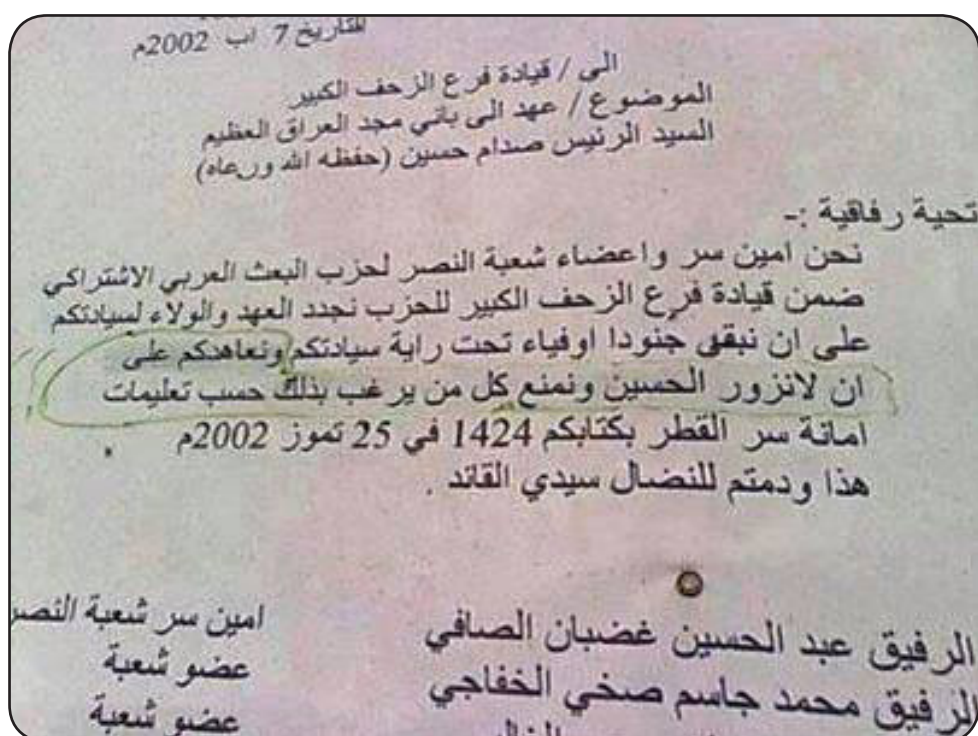 التاريخ 7 اب 2002م
الى / قيادة فرع الزحف الكبير
الموضوع / عهد الى باني مجد العراق العظيم
السيد الرئيس صدام حسين (حفظه الله ورعاه)
تحية رفاقية :-
نحن امين سر واعضاء شعبة النصر لحزب البعث العربي الاشتراكي
ضمن قيادة فرع الزحف الكبير للحزب نجدد العهد والولاء لسيادتكم
على ان نبقى جنودا اوفياء تحت راية سيادتكم ونعاهدكم على
ان لانزور الحسين ونمنع كل من يرغب بذلك حسب تعليمات
امانة سر القطر بكتابكم 1424 في 25 تموز 2002م
هذا ودمتم للنضال سيدي القائد .
الرفيق عبد الحسين غضبان الصافي امين سر شعبة النصر
الرفيق محمد جاسم صخي الخفاجي عضو شعبة
عضو شعبة